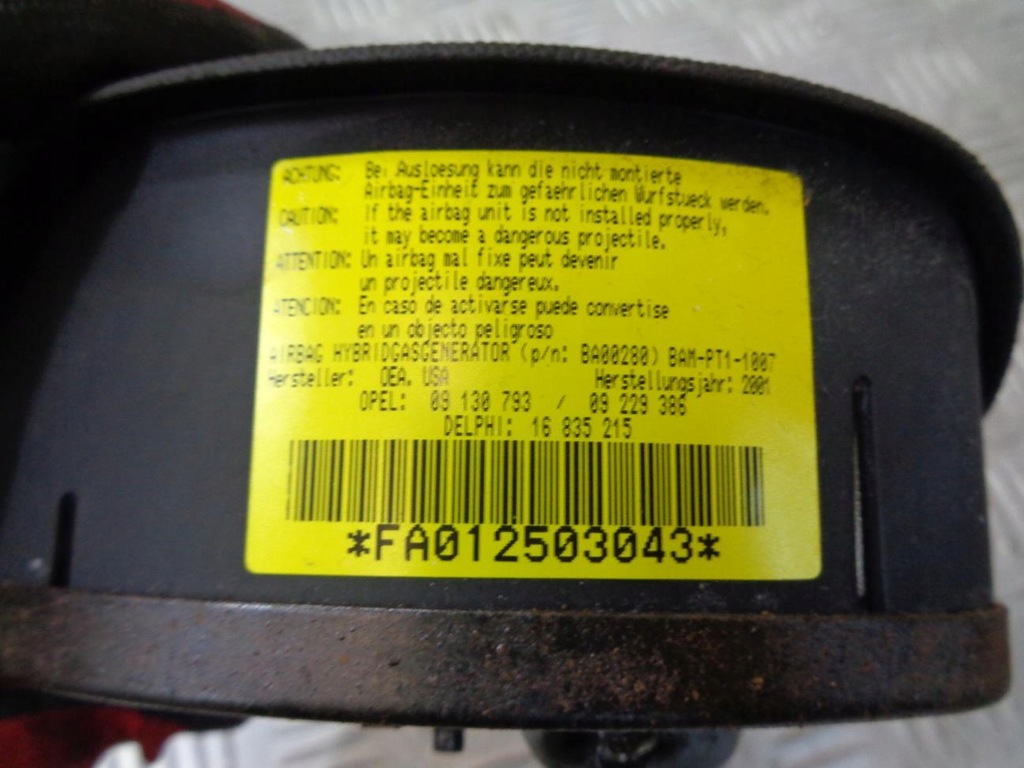 ACHTUNG: Bei Ausloesung kann die nicht montierte
Airbag-Einheit zum gefaehrlichen Wurfstueck werden.
CAUTION: If the airbag unit is not installed properly,
it may become a dangerous projectile.
ATTENTION: Un airbag mal fixe peut devenir
un projectile dangereux.
ATENCION: En caso de activarse puede convertise
en un objecto peligroso
AIRBAG HYBRIDGASGENERATOR (p/n: BA00280) BAM-PT1-1007
Hersteller: OEA, USA Herstellungsjahr: 2001
OPEL: 09 130 793 / 09 229 386
DELPHI: 16 835 215
*FA012503043*